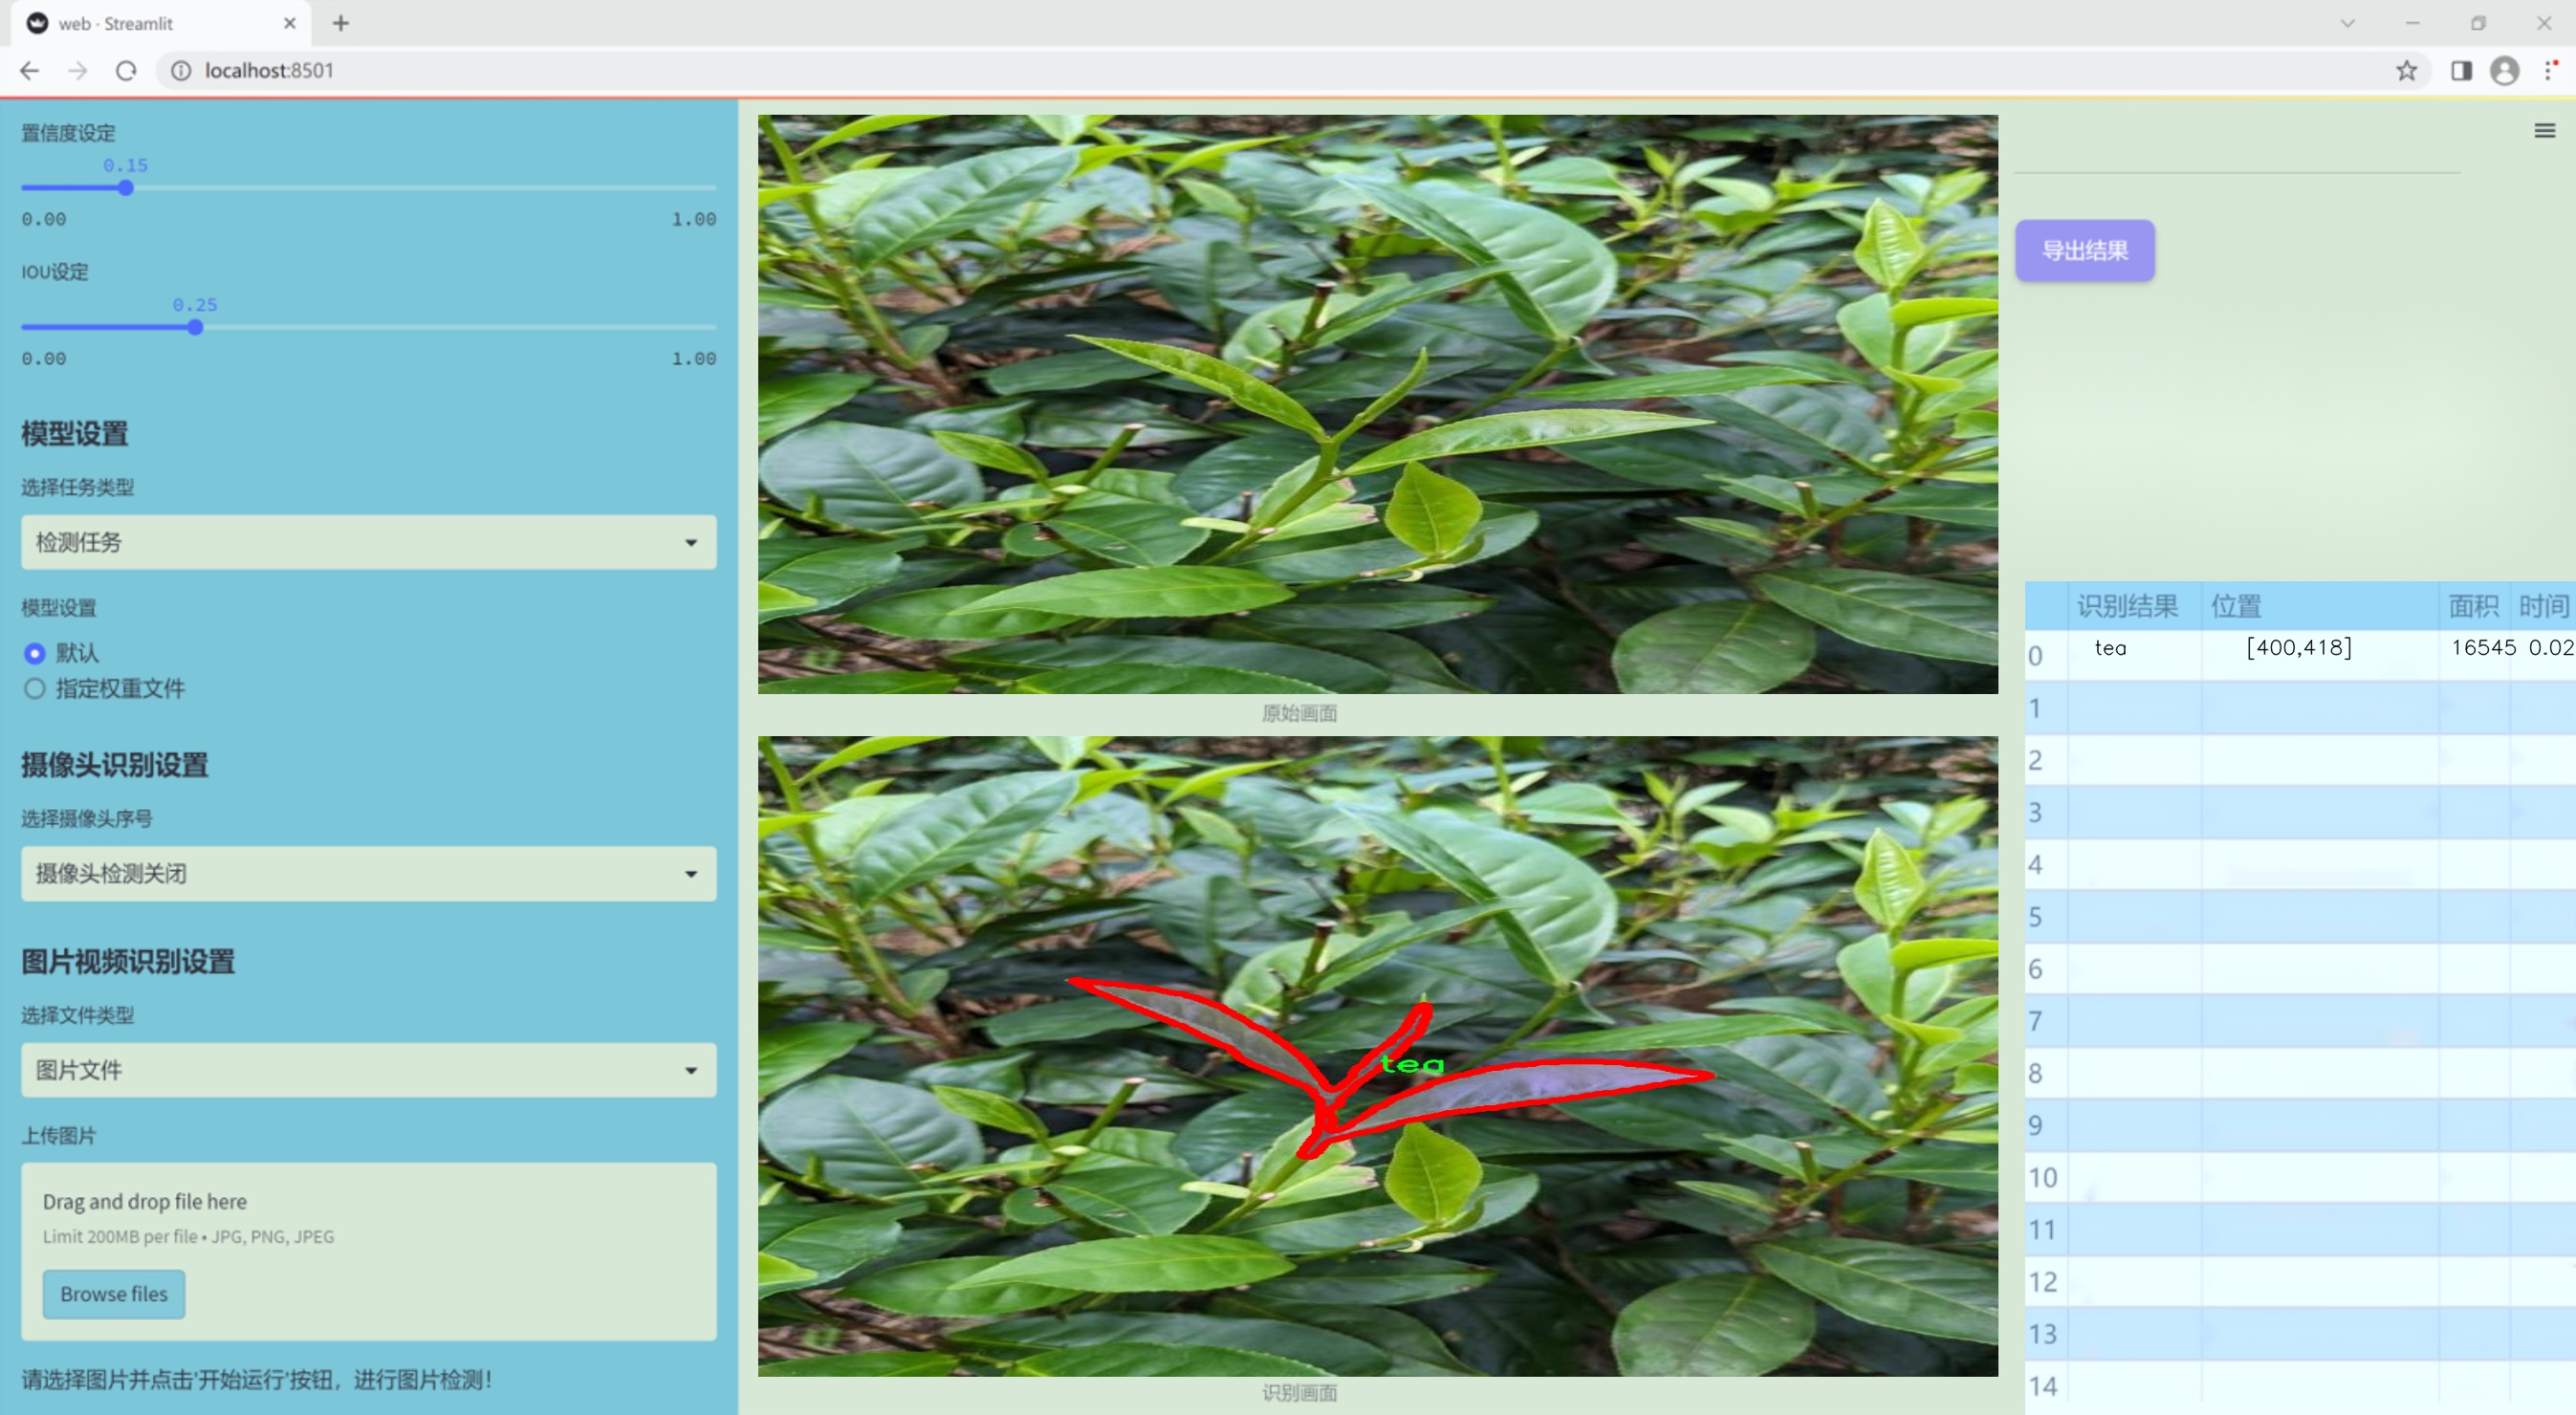 web · Streamlit
localhost:8501
置信度设定
0.15
0.00 1.00
IOU设定
0.25
0.00 1.00
模型设置
选择任务类型
检测任务
模型设置
默认
指定权重文件
摄像头识别设置
选择摄像头序号
摄像头检测关闭
图片视频识别设置
选择文件类型
图片文件
上传图片
Drag and drop file here
Limit 200MB per file • JPG, PNG, JPEG
Browse files
请选择图片并点击'开始运行'按钮，进行图片检测！
原始画面
tea
识别画面
导出结果
识别结果 位置 面积 时间
0 tea [400,418] 16545 0.02
1
2
3
4
5
6
7
8
9
10
11
12
13
14